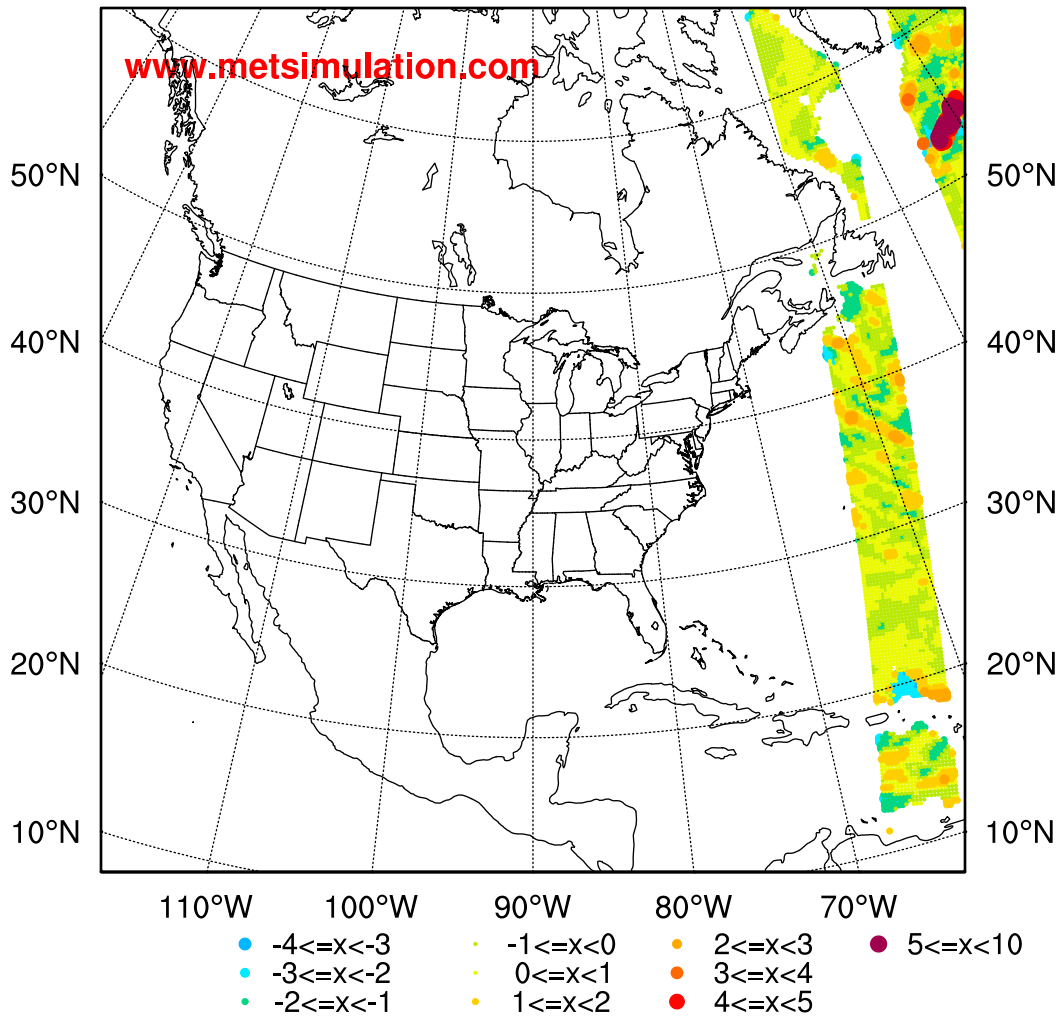 www.metsimulation.com
50°N 50°N
40°N 40°N
30°N 30°N
20°N 20°N
10°N 10°N
110°W 100°W 90°W 80°W 70°W
-4<=x<-3 -1<=x<0 2<=x<3 5<=x<10
-3<=x<-2 0<=x<1 3<=x<4
-2<=x<-1 1<=x<2 4<=x<5